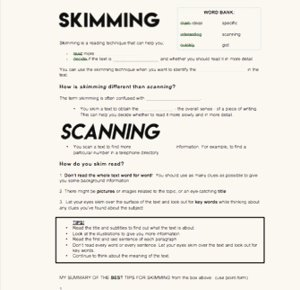 SKIMMING
WORD BANK:
main ideas specific
interesting scanning
quickly gist
Skimming is a reading technique that can help you:
read more
decide if the text is ____________ and whether you should read it in more detail
You can use the skimming technique when you want to identify the ____________ in the
text.
How is skimming different than scanning?
The term skimming is often confused with ____________
You skim a text to obtain the ____________ - the overall sense - of a piece of writing.
This can help you decide whether to read it more slowly and in more detail.
SCANNING
You scan a text to find more ____________ information. For example, to find a
particular number in a telephone directory.
How do you skim read?
1 Don't read the whole text word for word! You should use as many clues as possible to give
you some background information
2 There might be pictures or images related to the topic, or an eye catching title
3 Let your eyes skim over the surface of the text and look out for key words while thinking about
any clues you've found about the subject
TIPS:
Read the title and subtitles to find out what the text is about.
Look at the illustrations to give you more information.
Read the first and last sentence of each paragraph
Don't read every word or every sentence. Let your eyes skim over the text and look out for
key words.
Continue to think about the meaning of the text.
MY SUMMARY OF THE BEST TIPS FOR SKIMMING from the box above: (use point form)